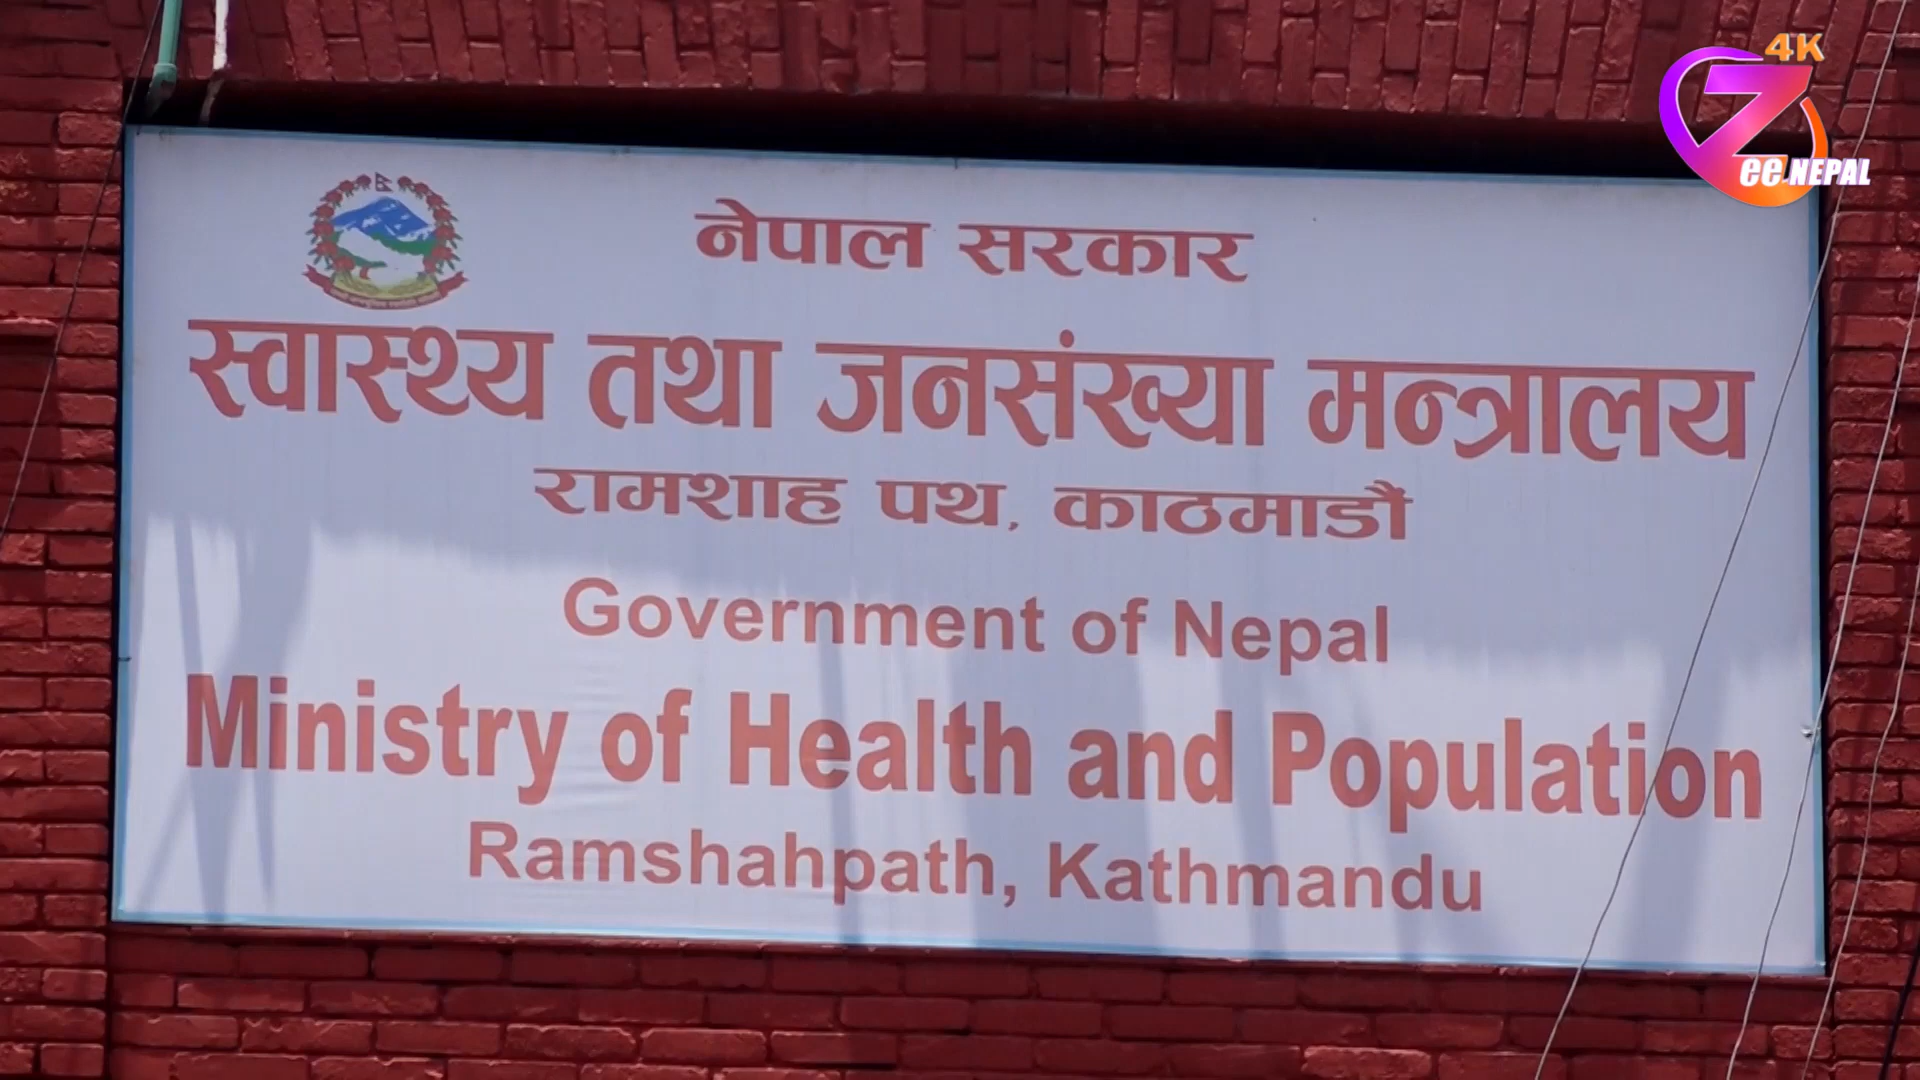 4K
Zee NEPAL
नेपाल सरकार
स्वास्थ्य तथा जनसंख्या मन्त्रालय
रामशाह पथ, काठमाडौं
Government of Nepal
Ministry of Health and Population
Ramshahpath, Kathmandu